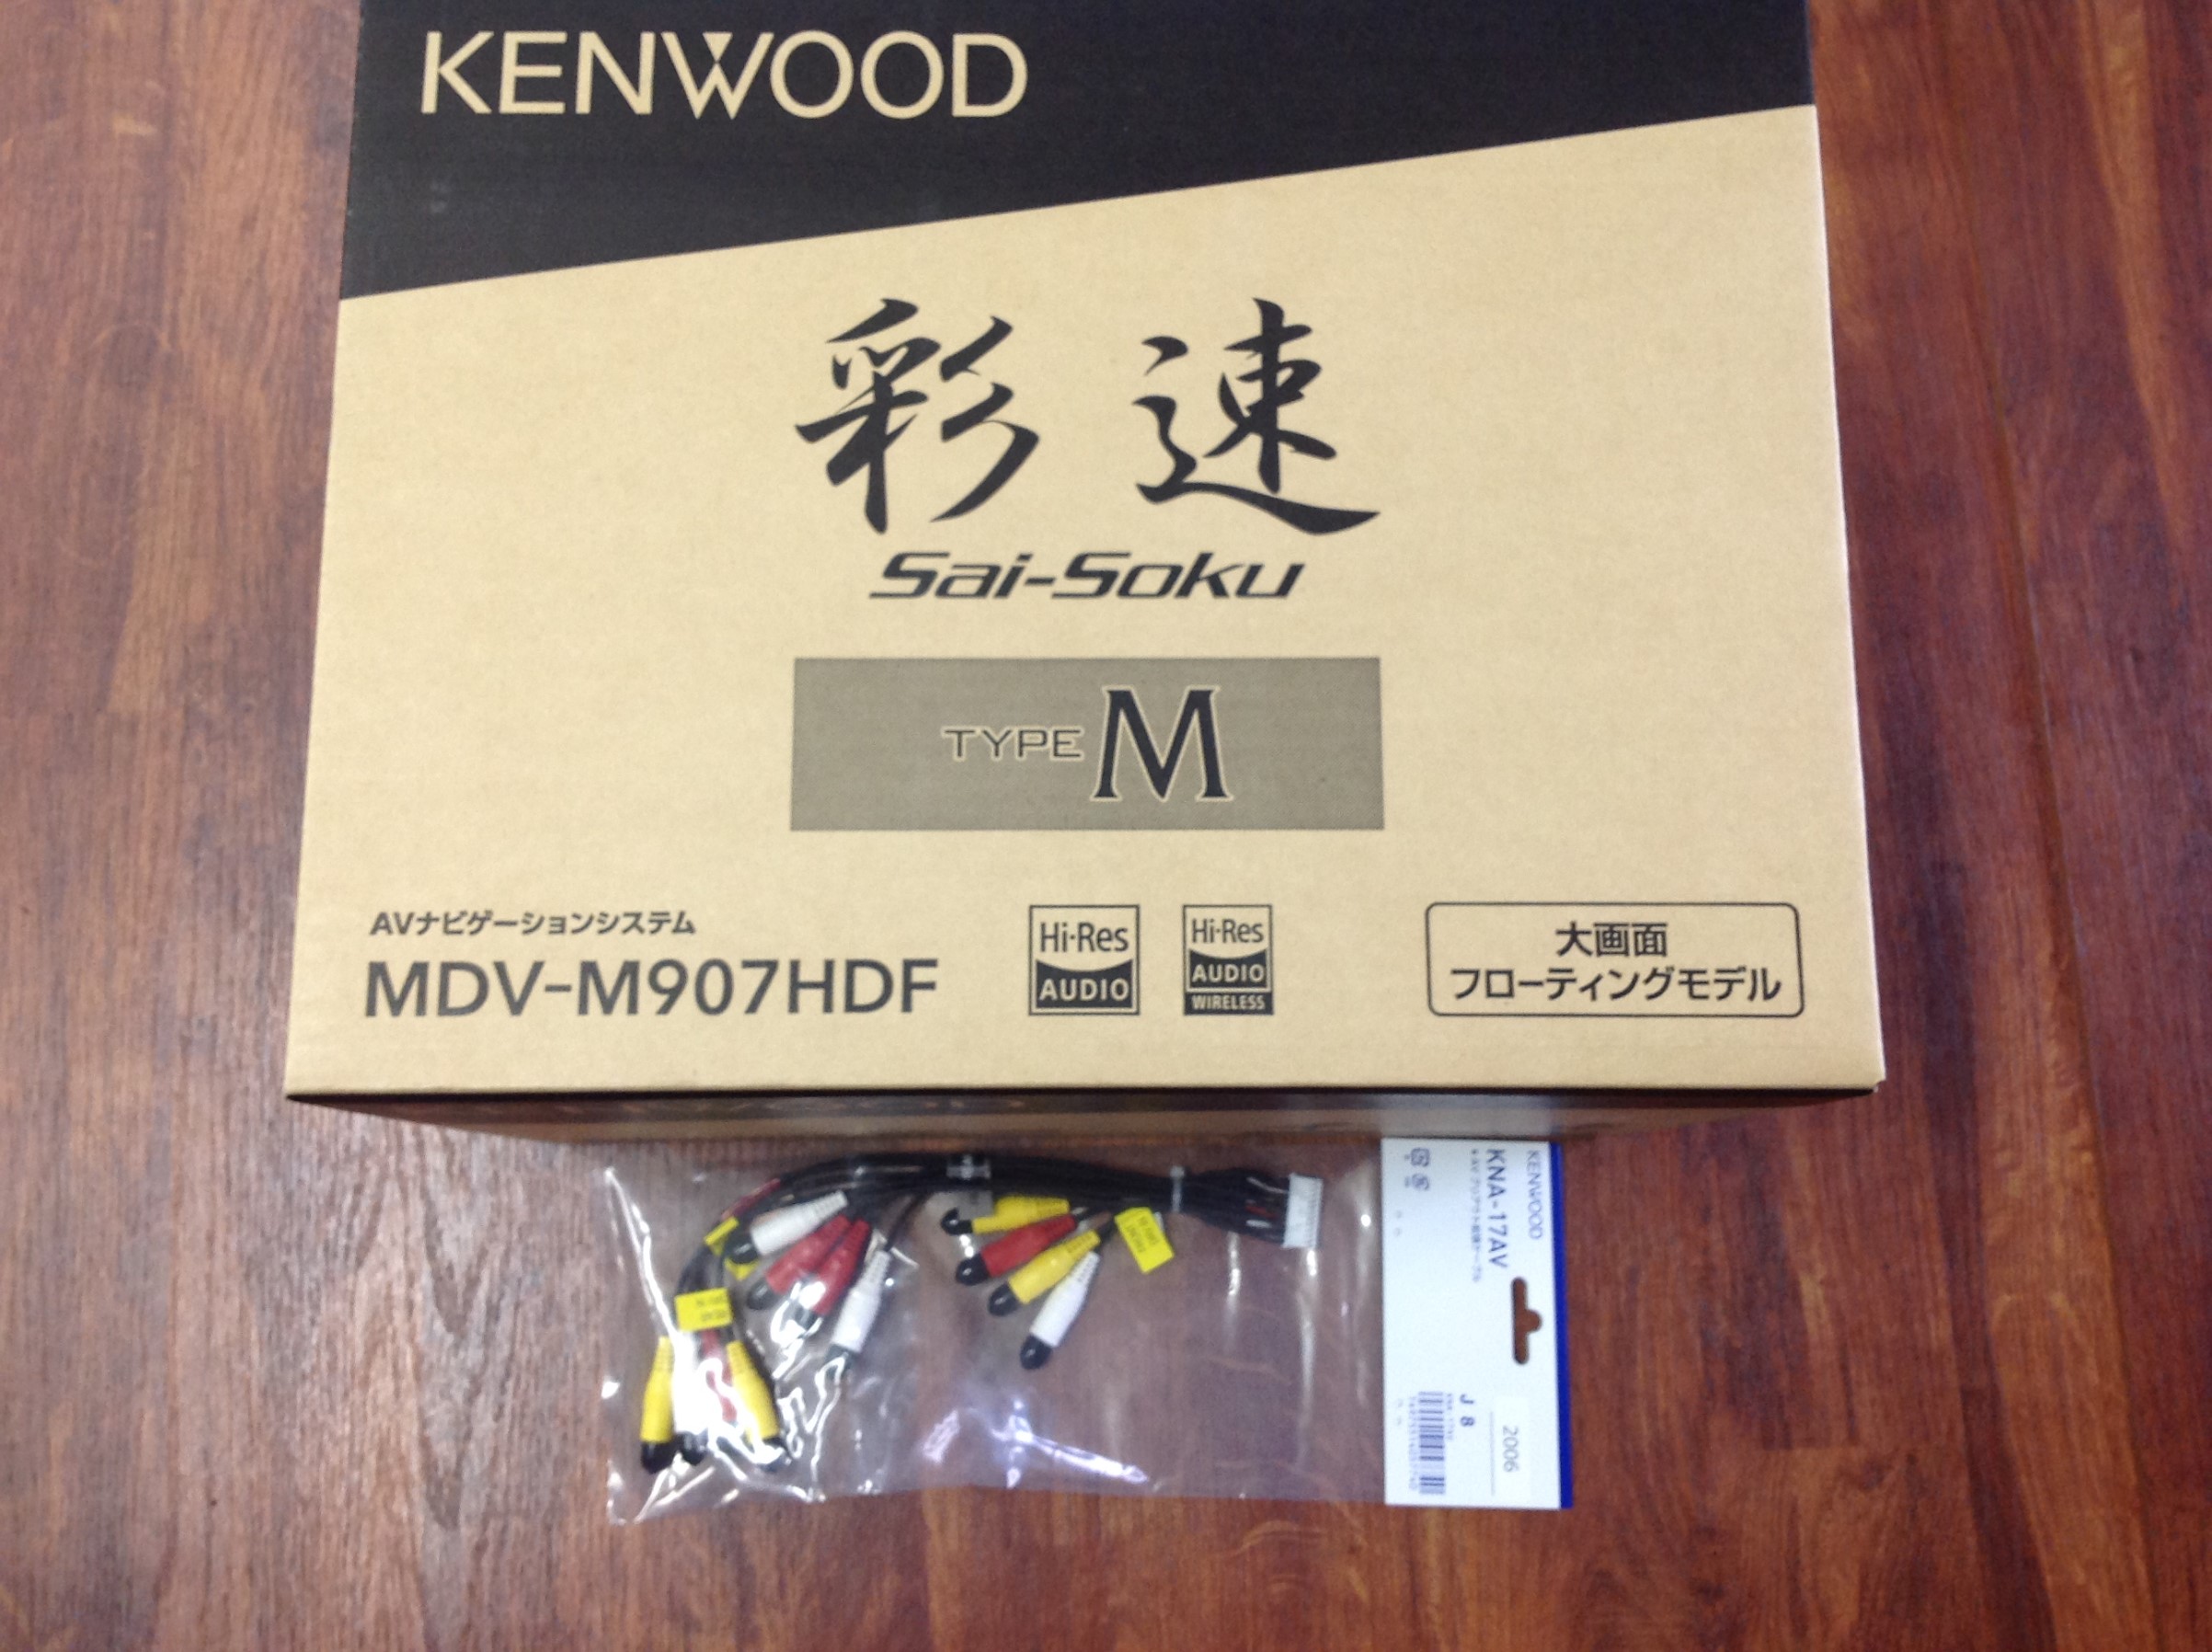 KENWOOD
彩速
Sai-Soku
TYPE M
AVナビゲーションシステム
MDV-M907HDF
Hi-Res
AUDIO
Hi-Res
AUDIO
WIRELESS
大画面
フローティングモデル
KENWOOD
KNA-17AV
2006
J 8